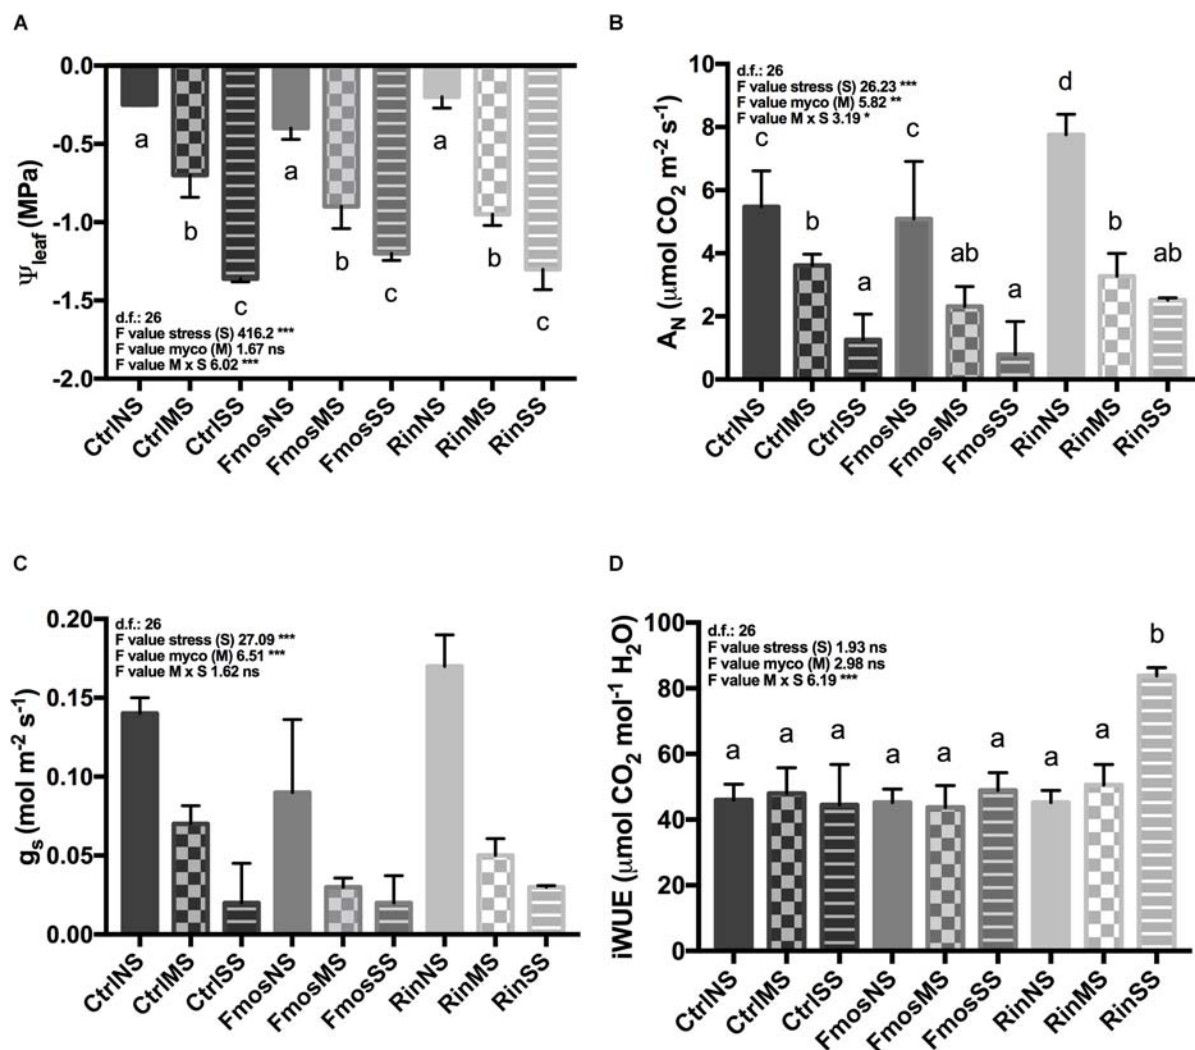 A
0.0
-0.5
-1.0
-1.5
-2.0
Ψleaf (MPa)
a
b
c
a
b
c
a
b
c
d.f.: 26
F value stress (S) 416.2 ***
F value myco (M) 1.67 ns
F value M x S 6.02 ***
CtrlNS
CtrlMS
CtrlSS
FmosNS
FmosMS
FmosSS
RinNS
RinMS
RinSS
B
10
8
6
4
2
0
AN (μmol CO2 m-2 s-1)
d.f.: 26
F value stress (S) 26.23 ***
F value myco (M) 5.82 **
F value M x S 3.19 *
c
b
a
c
ab
a
d
b
ab
CtrlNS
CtrlMS
CtrlSS
FmosNS
FmosMS
FmosSS
RinNS
RinMS
RinSS
C
0.20
0.15
0.10
0.05
0.00
gs (mol m-2 s-1)
d.f.: 26
F value stress (S) 27.09 ***
F value myco (M) 6.51 ***
F value M x S 1.62 ns
CtrlNS
CtrlMS
CtrlSS
FmosNS
FmosMS
FmosSS
RinNS
RinMS
RinSS
D
100
80
60
40
20
0
iWUE (μmol CO2 mol-1 H2O)
d.f.: 26
F value stress (S) 1.93 ns
F value myco (M) 2.98 ns
F value M x S 6.19 ***
a
a
a
a
a
a
a
a
b
CtrlNS
CtrlMS
CtrlSS
FmosNS
FmosMS
FmosSS
RinNS
RinMS
RinSS